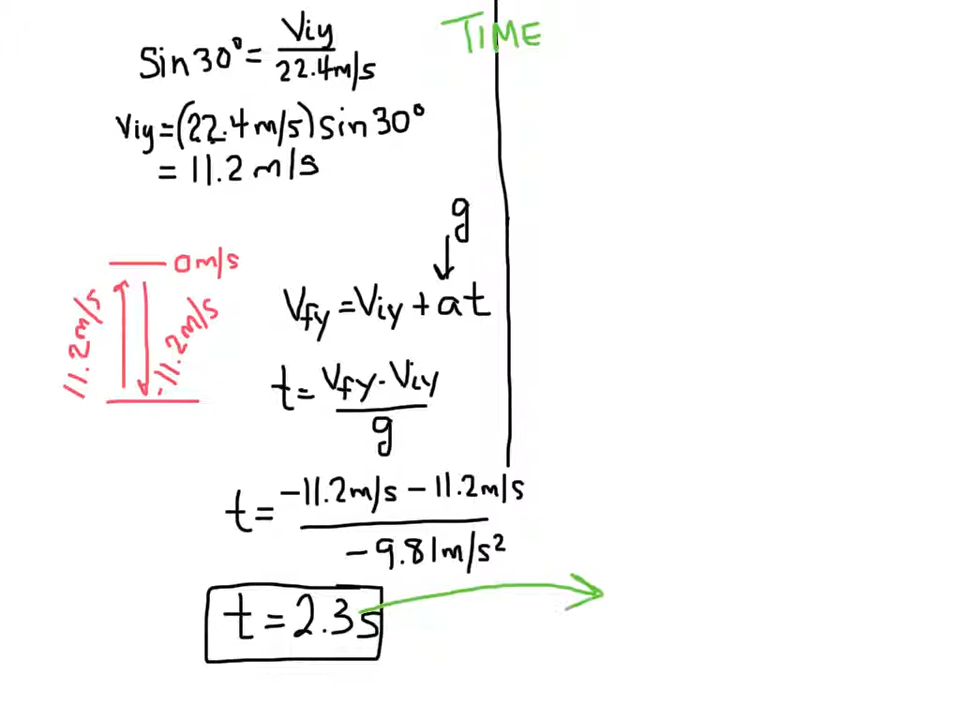 TIME
Sin 30° = Viy / 22.4m/s
Viy = (22.4 m/s) sin 30°
= 11.2 m/s
g
0m/s
11.2m/s
-11.2m/s
Vfy = Viy + at
t = Vfy - Viy / g
t = -11.2m/s - 11.2m/s / -9.81m/s²
t = 2.3s